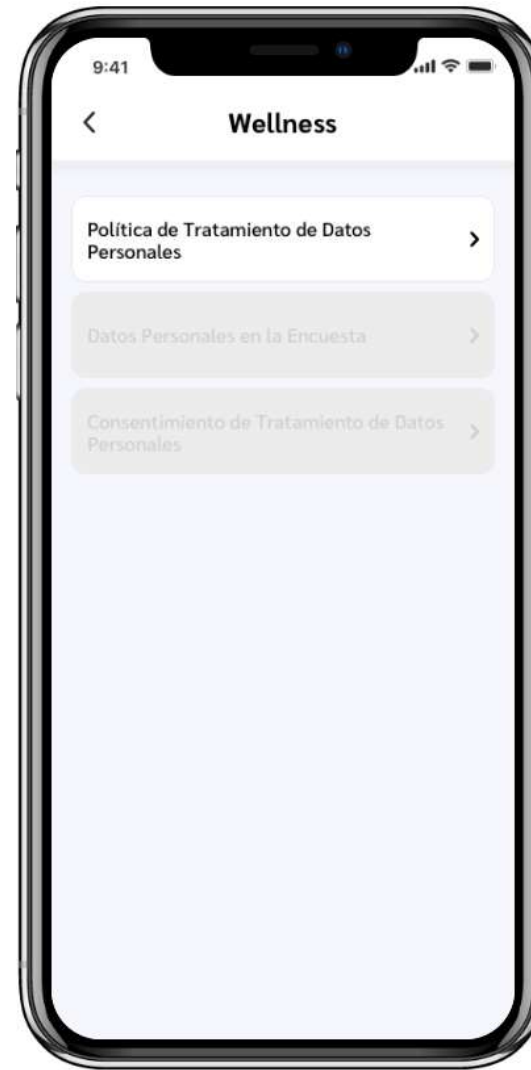 9:41
Wellness
Política de Tratamiento de Datos
Personales
Datos Personales en la Encuesta
Consentimiento de Tratamiento de Datos
Personales